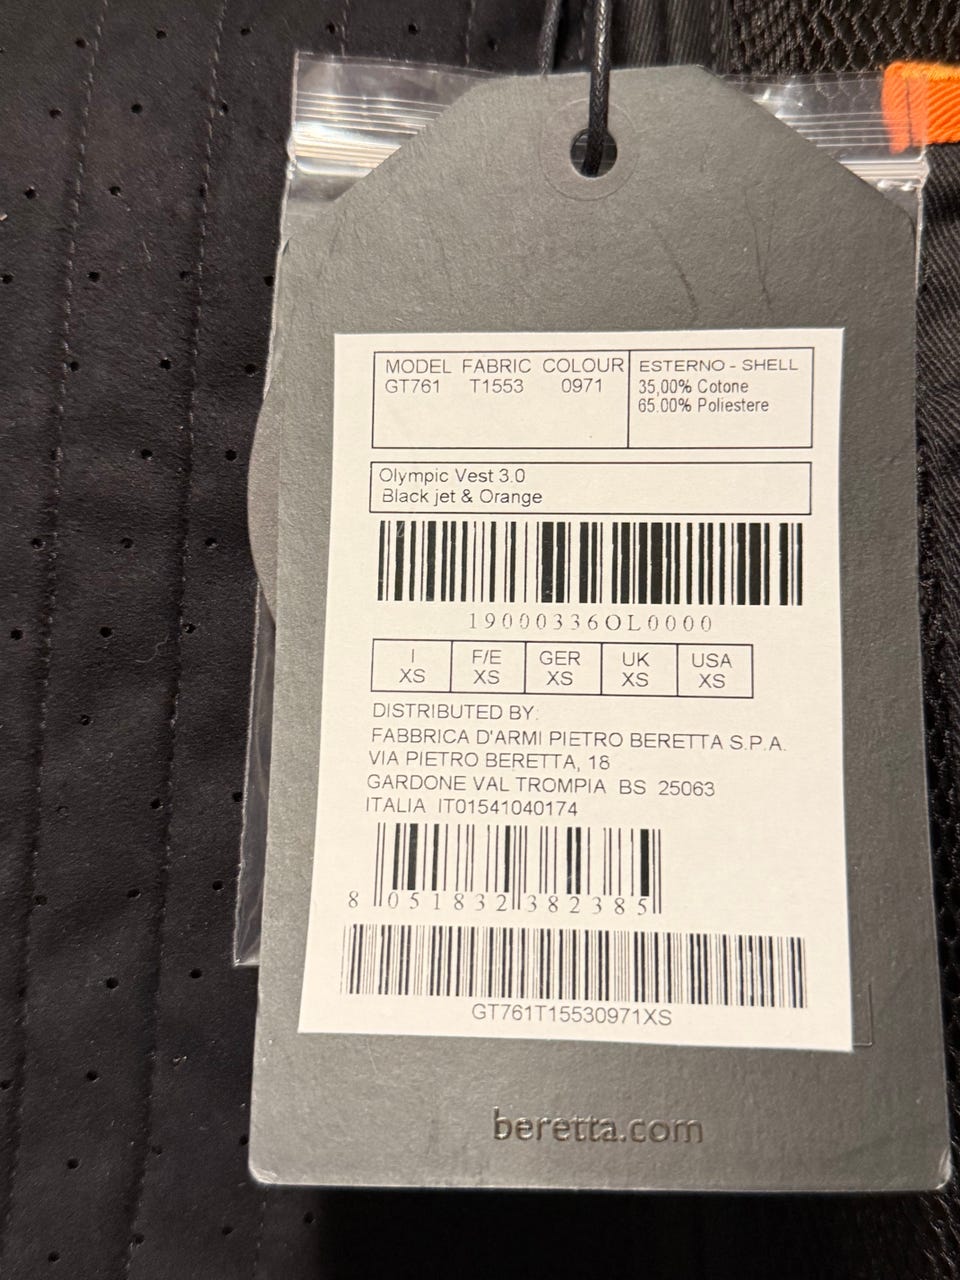 MODEL FABRIC COLOUR
GT761 T1553 0971
ESTERNO - SHELL
35,00% Cotone
65.00% Poliestere
Olympic Vest 3.0
Black jet & Orange
19000336OL0000
I F/E GER UK USA
XS XS XS XS XS
DISTRIBUTED BY:
FABBRICA D'ARMI PIETRO BERETTA S.P.A.
VIA PIETRO BERETTA, 18
GARDONE VAL TROMPIA BS 25063
ITALIA IT01541040174
8 051832 382385
GT761T15530971XS
beretta.com